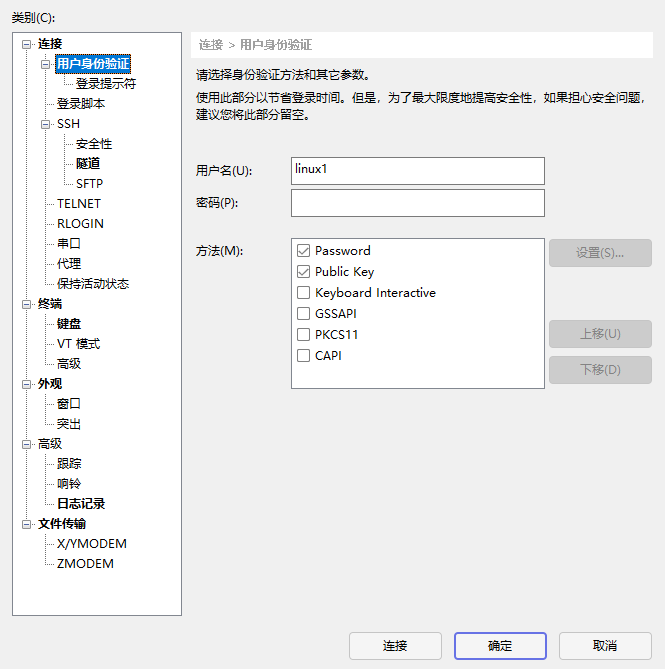 类别(C):
连接
用户身份验证
登录提示符
登录脚本
SSH
安全性
隧道
SFTP
TELNET
RLOGIN
串口
代理
保持活动状态
终端
键盘
VT 模式
高级
外观
窗口
突出
高级
跟踪
响铃
日志记录
文件传输
X/YMODEM
ZMODEM
连接 > 用户身份验证
请选择身份验证方法和其它参数。
使用此部分以节省登录时间。但是，为了最大限度地提高安全性，如果担心安全问题，
建议您将此部分留空。
用户名(U):
linux1
密码(P):
方法(M):
Password
Public Key
Keyboard Interactive
GSSAPI
PKCS11
CAPI
设置(S)...
上移(U)
下移(D)
连接
确定
取消